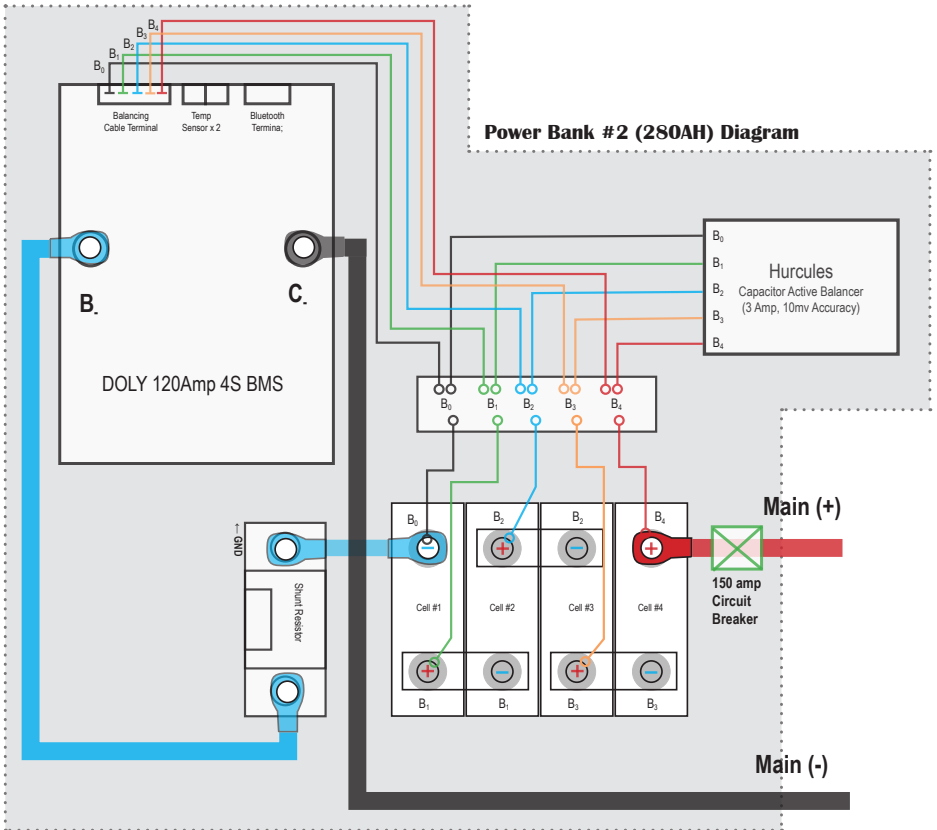 B₄
B₃
B₂
B₁
B₀
Balancing
Cable Terminal
Temp
Sensor x 2
Bluetooth
Termina;
Power Bank #2 (280AH) Diagram
B-
C-
DOLY 120Amp 4S BMS
B₀
B₁
B₂
B₃
B₄
Hurcules
Capacitor Active Balancer
(3 Amp, 10mv Accuracy)
B₀ B₁ B₂ B₃ B₄
Main (+)
B₀ B₂ B₂ B₄
− + − +
←GND
Shunt Resistor
Cell #1 Cell #2 Cell #3 Cell #4
150 amp
Circuit
Breaker
+ − + −
B₁ B₁ B₃ B₃
Main (-)